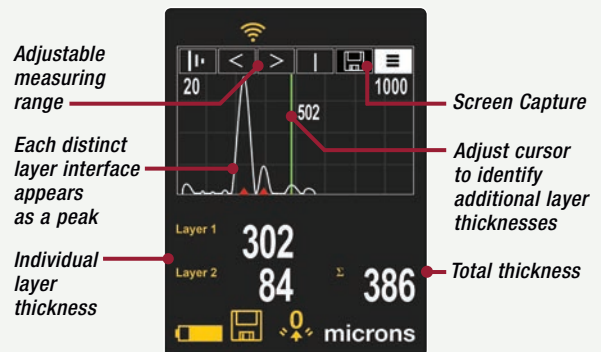 Adjustable
measuring
range
Each distinct
layer interface
appears
as a peak
Individual
layer
thickness
< >
20
1000
502
Layer 1
302
Layer 2
84
Σ
386
0
microns
Screen Capture
Adjust cursor
to identify
additional layer
thicknesses
Total thickness